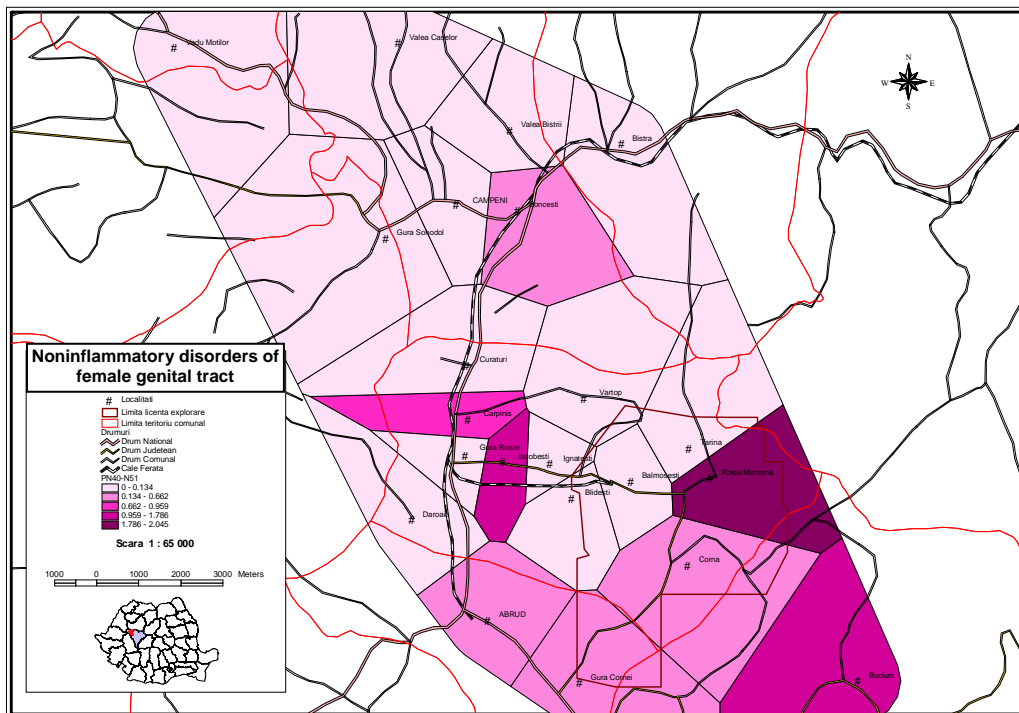 Vadu Motilor
Valea Caselor
N
W
E
S
Valea Bistrii
Bistra
CAMPENI
Boncesti
Gura Sohodol
Noninflammatory disorders of
female genital tract
# Localitati
Limita licenta explorare
Limita teritoriu comunal
Drumuri
Drum National
Drum Judetean
Drum Comunal
Cale Ferata
PN40-N51
0 - 0.134
0.134 - 0.662
0.662 - 0.959
0.959 - 1.786
1.786 - 2.045
Scara 1 : 65 000
1000 0 1000 2000 3000 Meters
Curaturi
Vartop
Carpinis
Tarina
Gura Rosiei
Iacobesti
Ignatesti
Rosia Montana
Balmosesti
Blidesti
Daroaia
Corna
ABRUD
Gura Cornei
Bucium